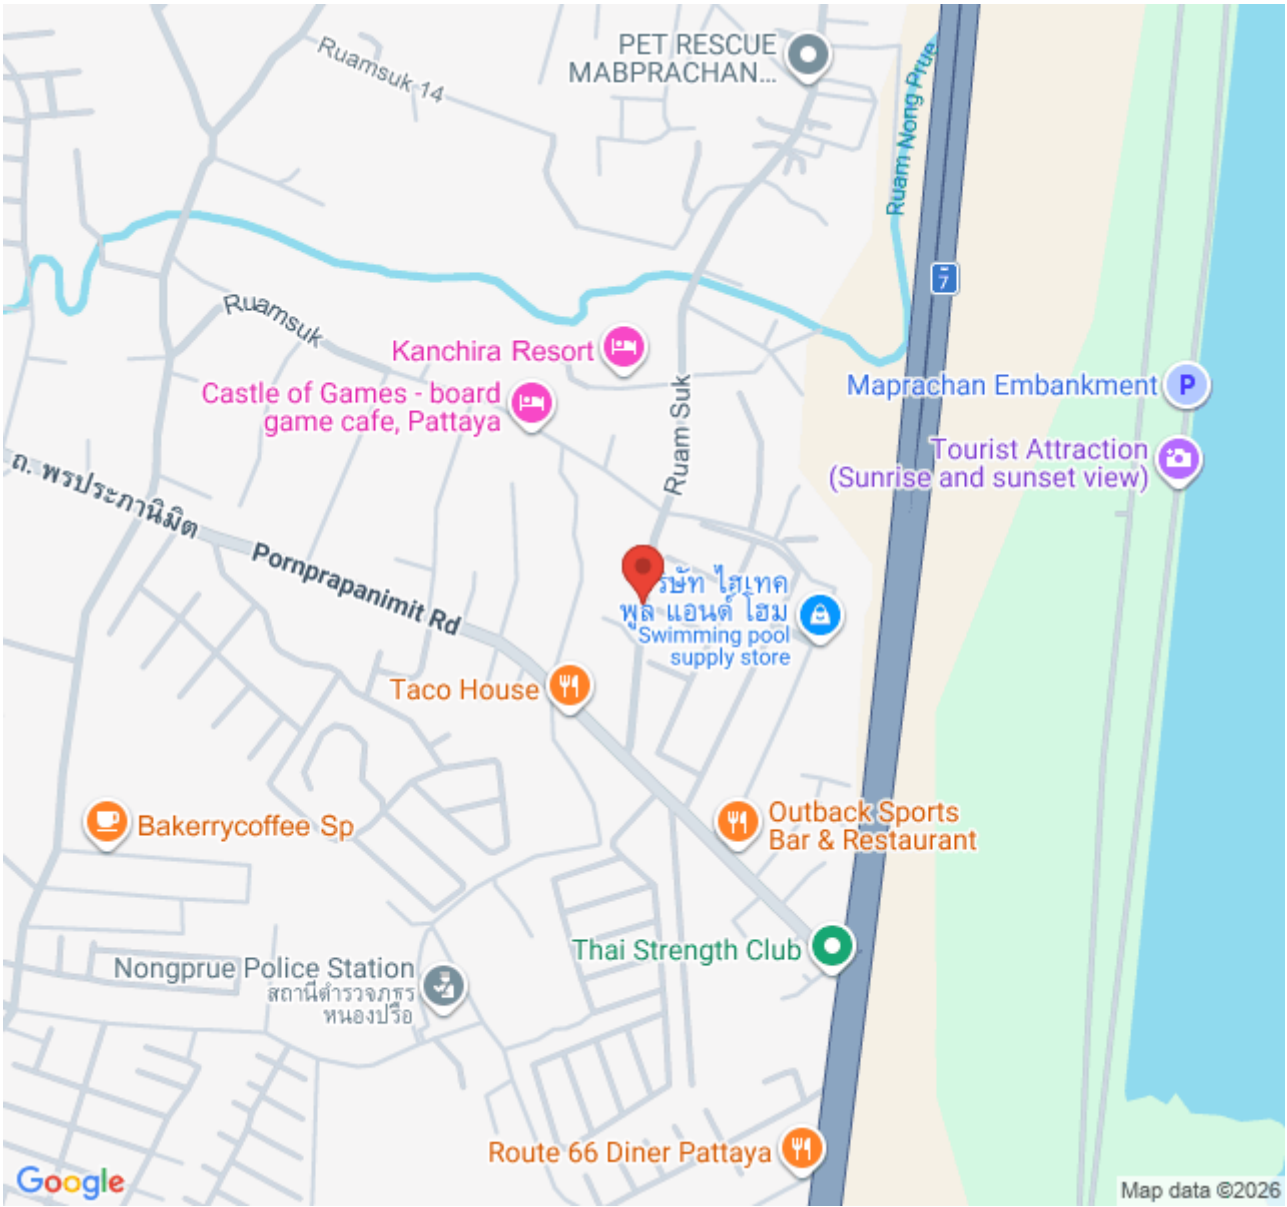 PET RESCUE
MABPRACHAN...
Ruamsuk 14
Ruam Nong Prue
7
Ruamsuk
Kanchira Resort
Castle of Games - board
game cafe, Pattaya
Ruam Suk
Maprachan Embankment
P
Tourist Attraction
(Sunrise and sunset view)
ถ. พรประภานิมิต
Pornprapanimit Rd
ไฮเทค
พูล แอนด์ โฮม
Swimming pool
supply store
Taco House
Outback Sports
Bar & Restaurant
Bakerrycoffee Sp
Thai Strength Club
Nongprue Police Station
สถานีตำรวจภูธร
หนองปรือ
Route 66 Diner Pattaya
Google
Map data ©2026